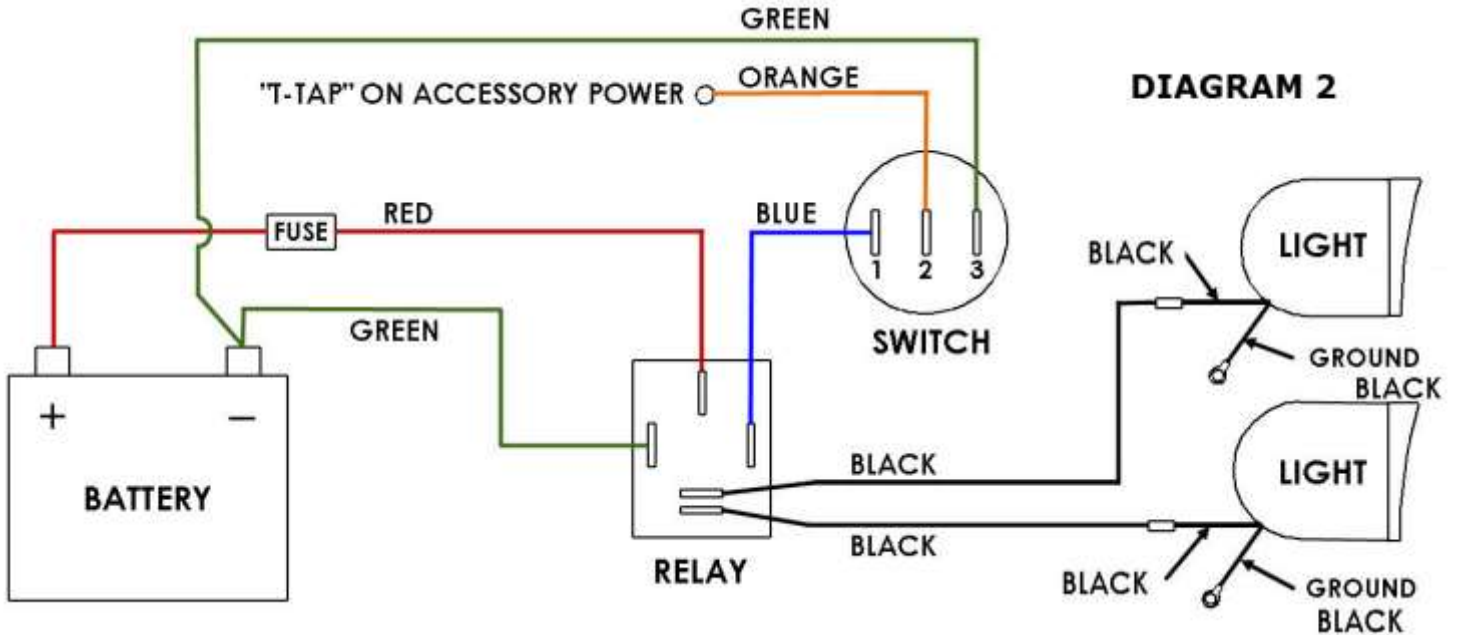 GREEN
"T-TAP" ON ACCESSORY POWER
ORANGE
DIAGRAM 2
FUSE
RED
BLUE
1 2 3
SWITCH
BLACK
LIGHT
GROUND
BLACK
GREEN
+ −
BATTERY
RELAY
BLACK
BLACK
LIGHT
BLACK
GROUND
BLACK